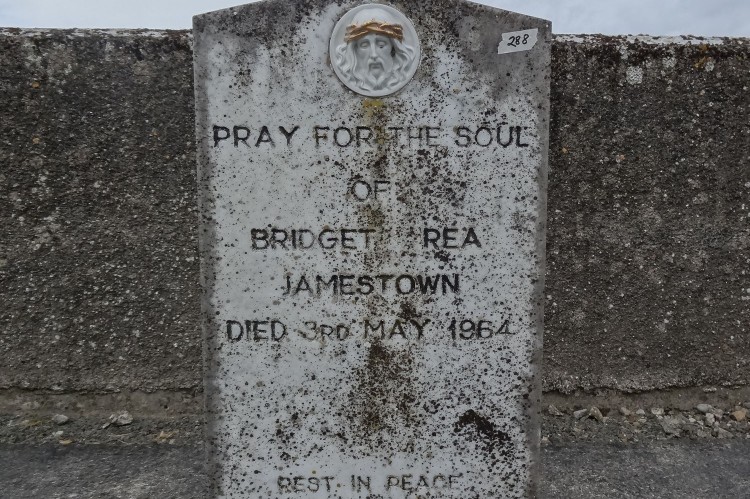 288
PRAY FOR THE SOUL
OF
BRIDGET REA
JAMESTOWN
DIED 3RD MAY 1964
REST IN PEACE